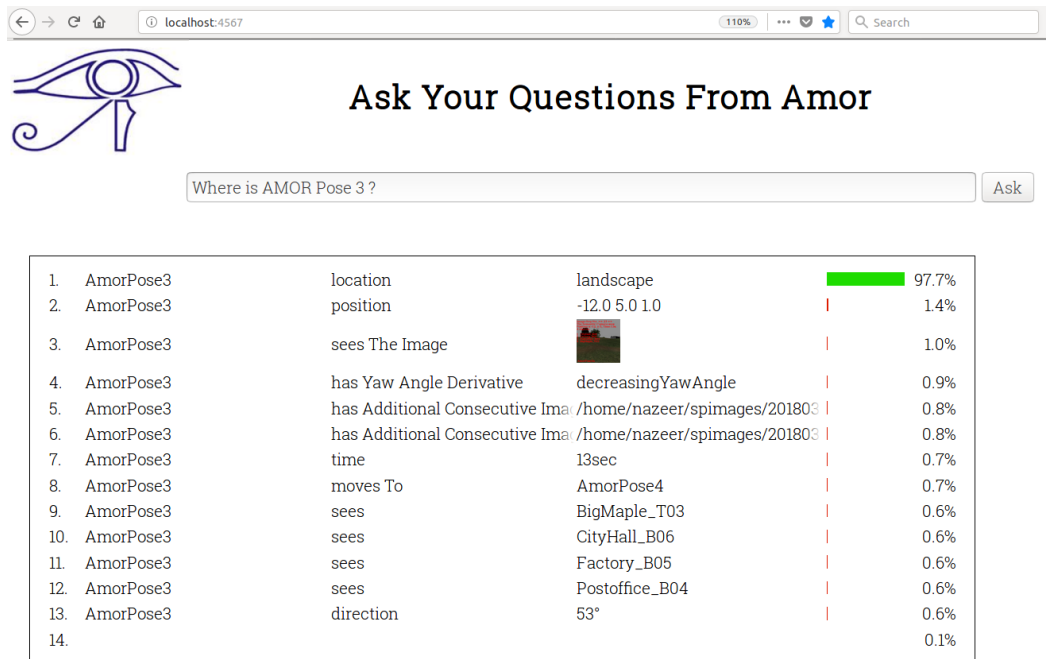 localhost:4567
110%
Search
Ask Your Questions From Amor
Where is AMOR Pose 3 ?
Ask
1. AmorPose3 location landscape 97.7%
2. AmorPose3 position -12.0 5.0 1.0 1.4%
3. AmorPose3 sees The Image 1.0%
4. AmorPose3 has Yaw Angle Derivative decreasingYawAngle 0.9%
5. AmorPose3 has Additional Consecutive Ima /home/nazeer/spimages/201803 0.8%
6. AmorPose3 has Additional Consecutive Ima /home/nazeer/spimages/201803 0.8%
7. AmorPose3 time 13sec 0.7%
8. AmorPose3 moves To AmorPose4 0.7%
9. AmorPose3 sees BigMaple_T03 0.6%
10. AmorPose3 sees CityHall_B06 0.6%
11. AmorPose3 sees Factory_B05 0.6%
12. AmorPose3 sees Postoffice_B04 0.6%
13. AmorPose3 direction 53° 0.6%
14. 0.1%